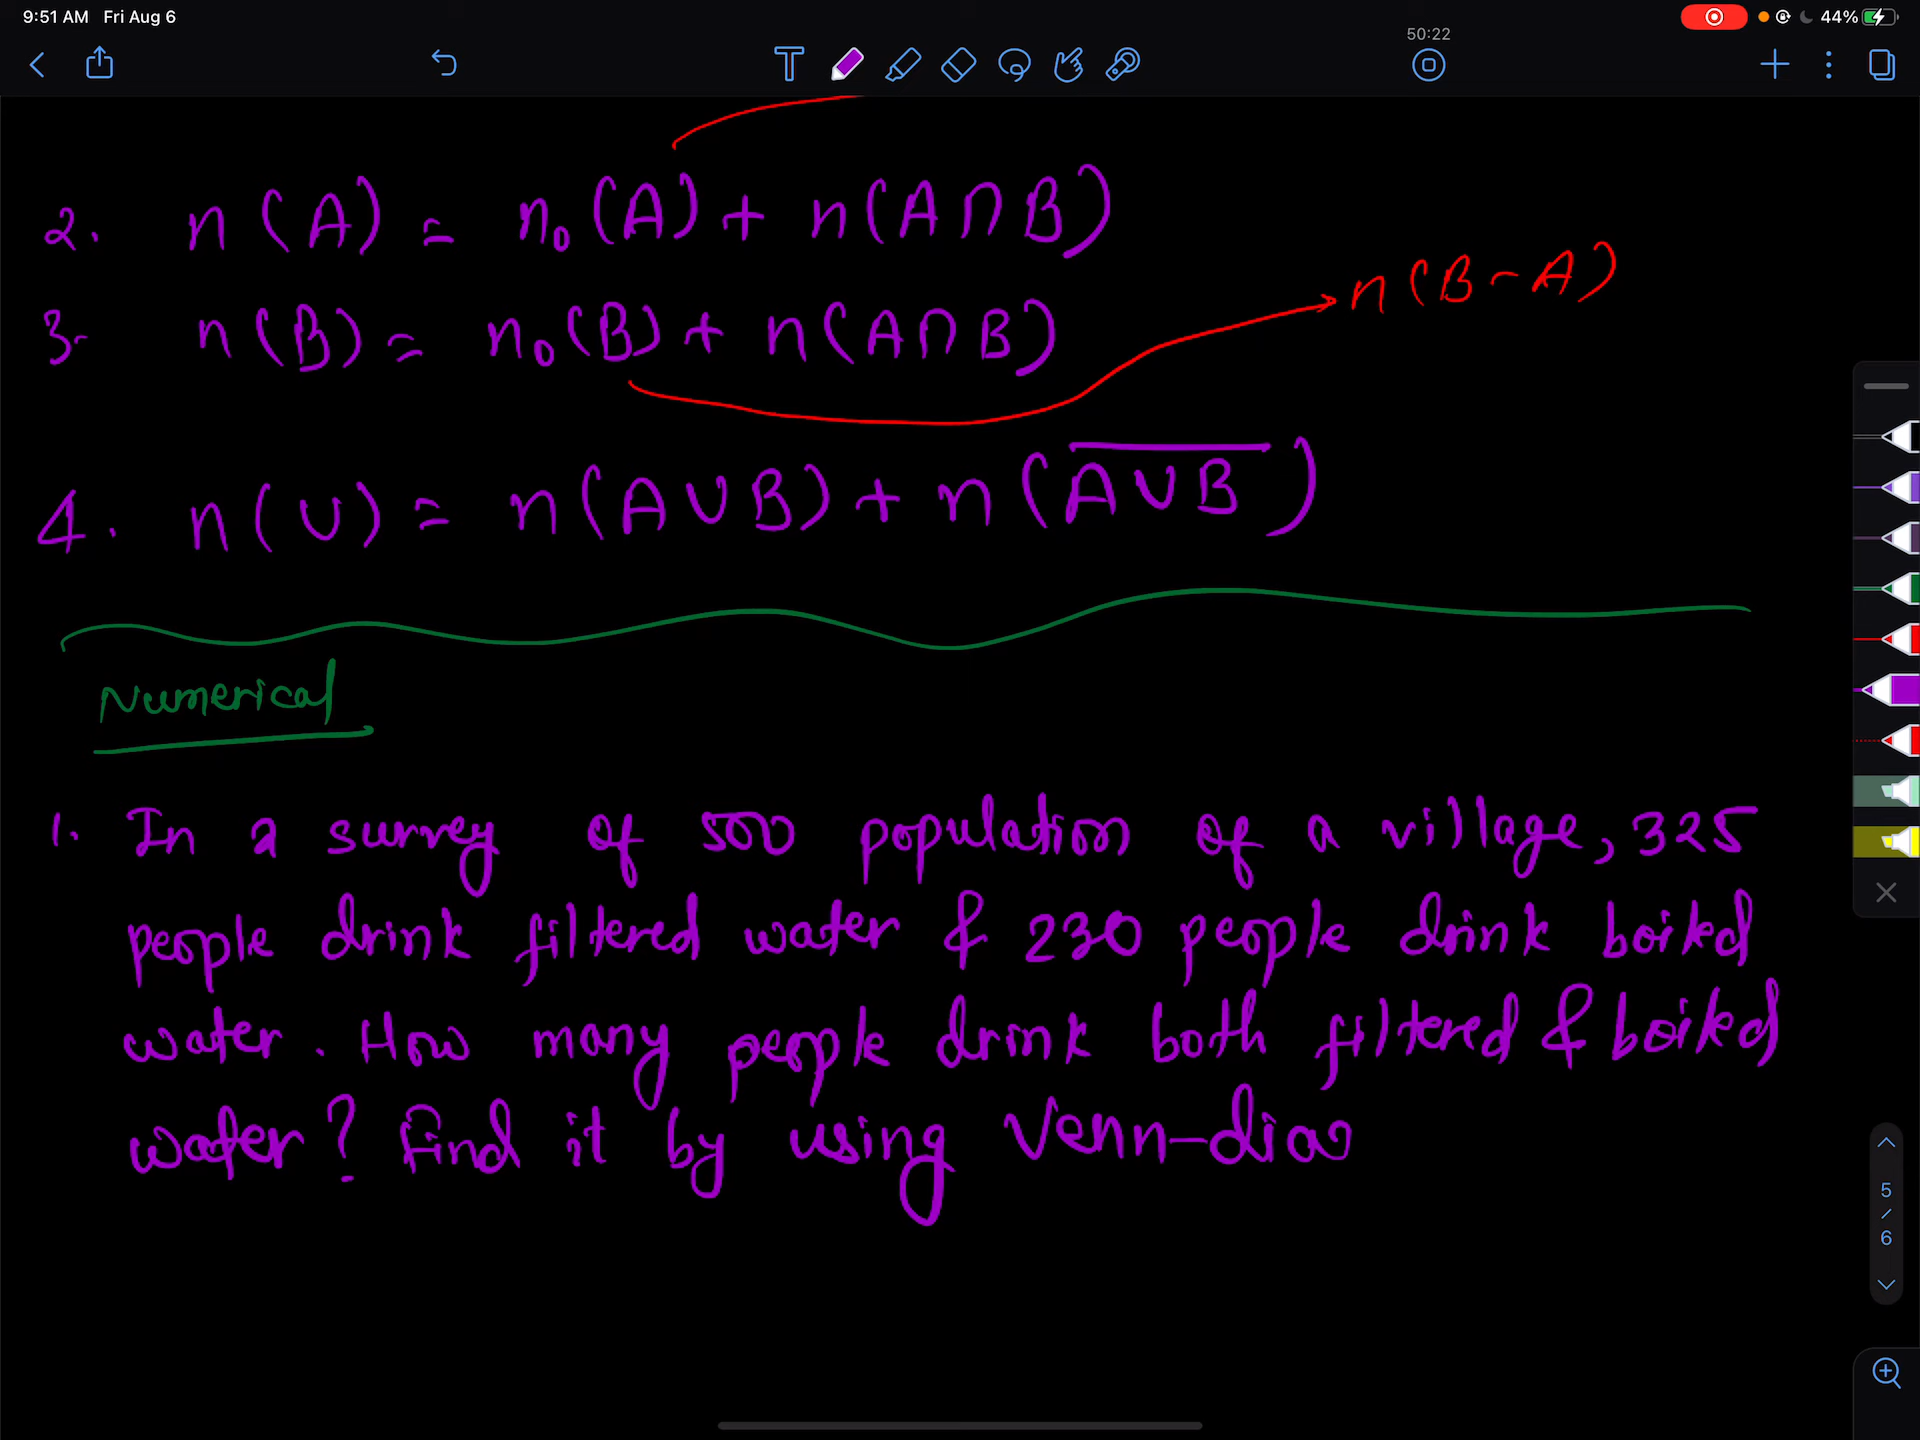 9:51 AM Fri Aug 6
44%
50:22
2. n(A) = n₀(A) + n(A∩B)
n(B-A)
3- n(B) = n₀(B) + n(A∩B)
4. n(U) = n(A∪B) + n(\overline{A∪B})
Numerical
1. In a survey of 500 population of a village, 325
people drink filtered water & 230 people drink boiled
water. How many people drink both filtered & boiled
water? find it by using Venn-dia
5
/
6